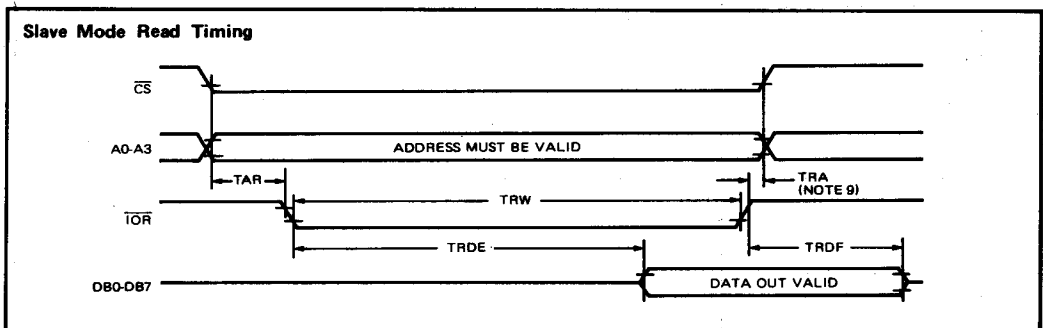 Slave Mode Read Timing
CS
A0-A3
ADDRESS MUST BE VALID
TAR
TRA
(NOTE 9)
TRW
IOR
TRDE
TRDF
DB0-DB7
DATA OUT VALID